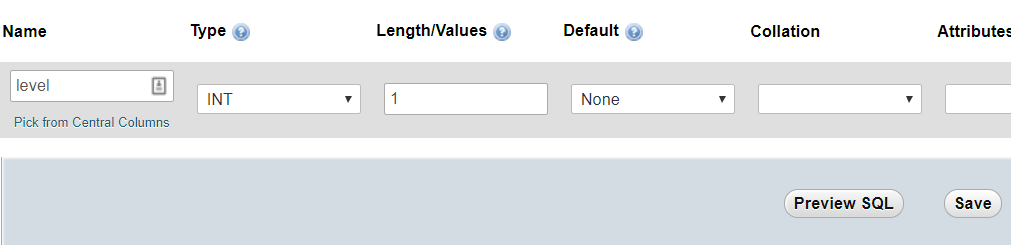 Name Type Length/Values Default Collation Attributes
level INT 1 None
Pick from Central Columns
Preview SQL Save